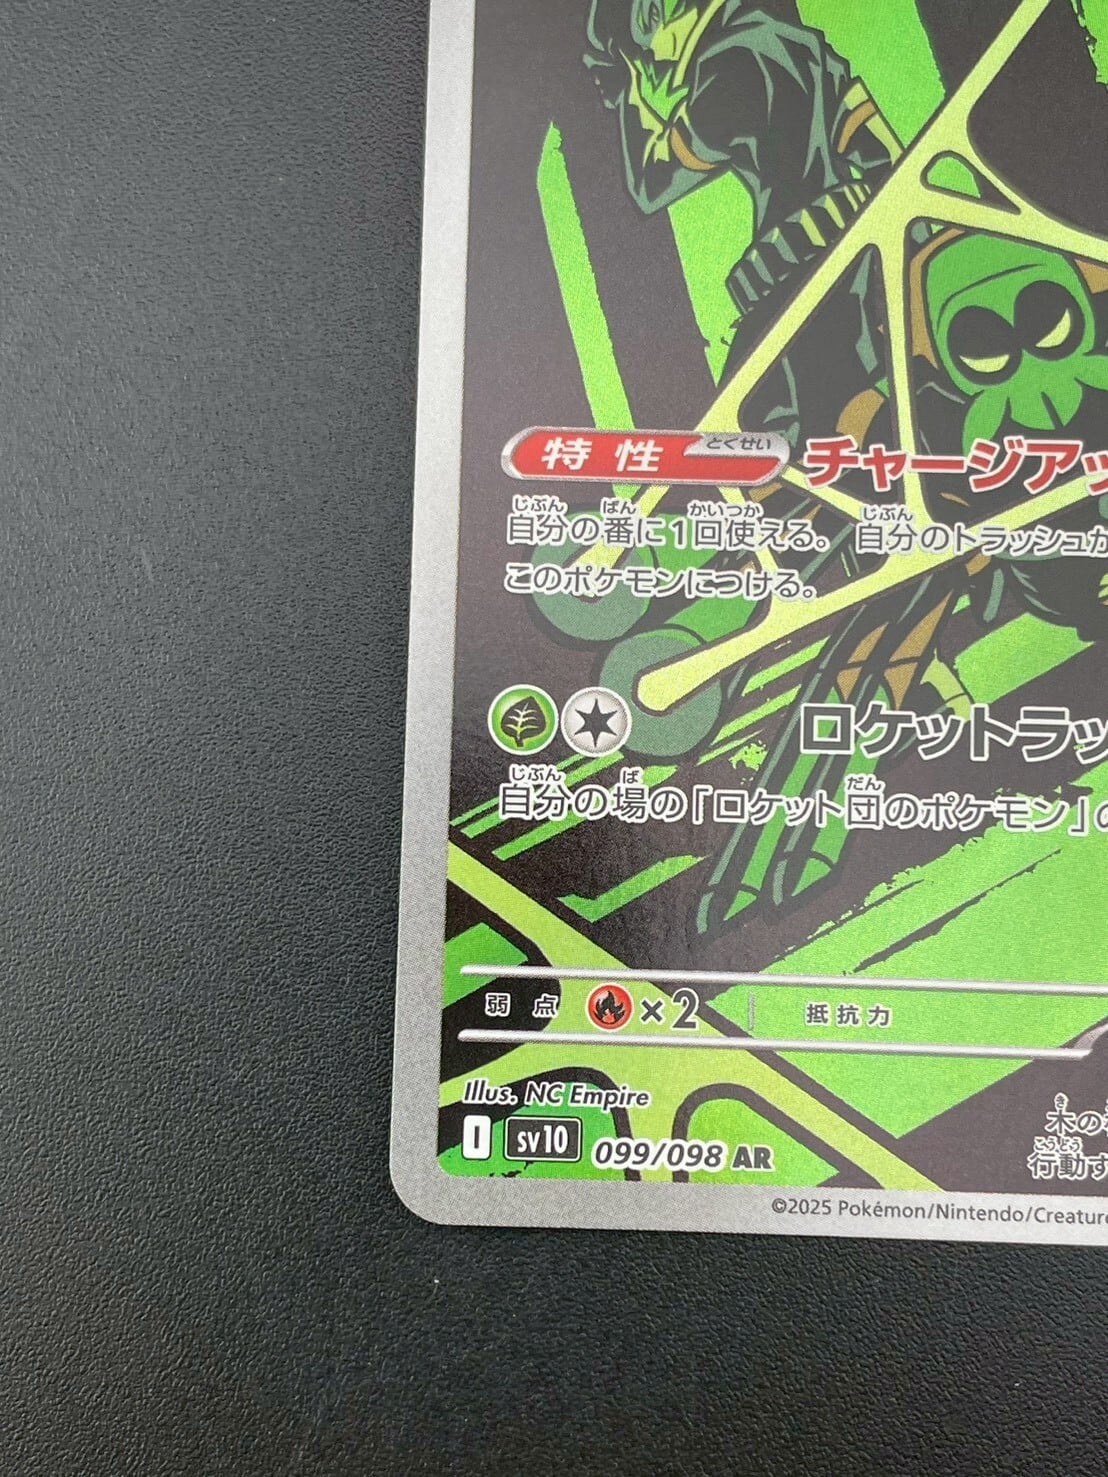 特性 とくせい チャージアッ
じぶん ばん かいつか じぶん
自分の番に1回使える。 自分のトラッシュか
このポケモンにつける。
ロケットラッ
じぶん ば だん
自分の場の「ロケット団のポケモン」の
弱点 ×2 抵抗力
Illus. NC Empire
I sv10 099/098 AR
き
木の
こうどう
行動す
©2025 Pokémon/Nintendo/Creature